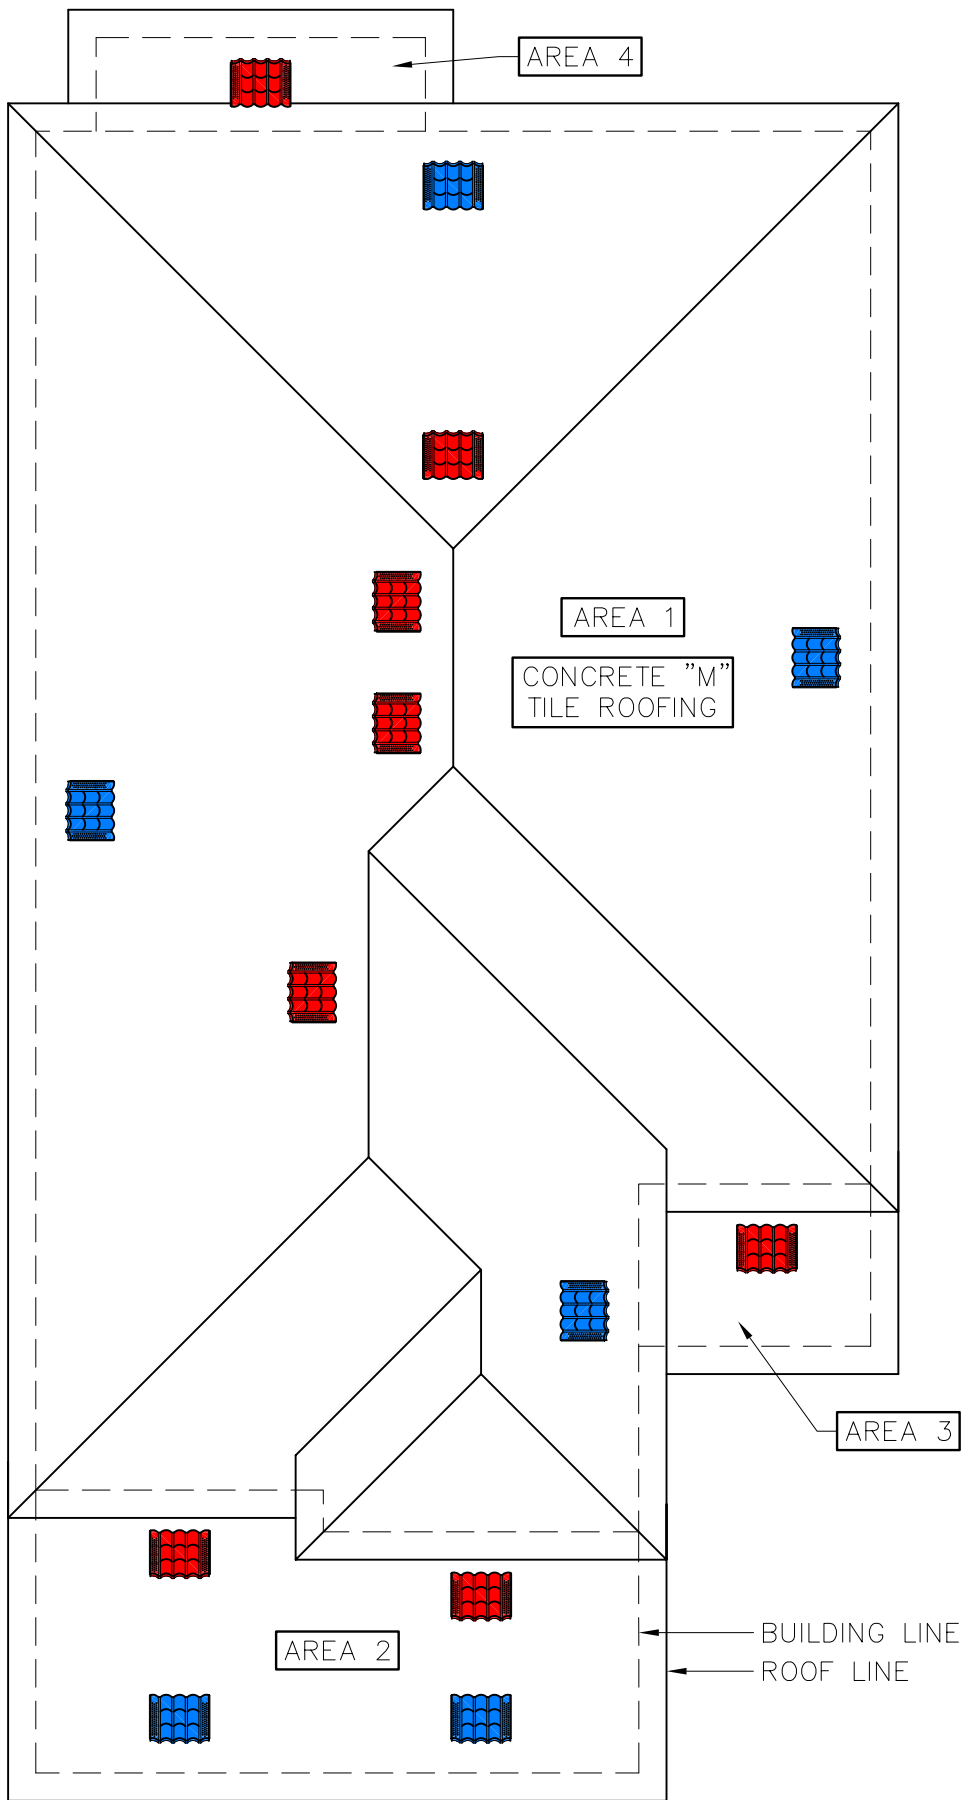 AREA 4
AREA 1
CONCRETE "M"
TILE ROOFING
AREA 3
AREA 2
BUILDING LINE
ROOF LINE